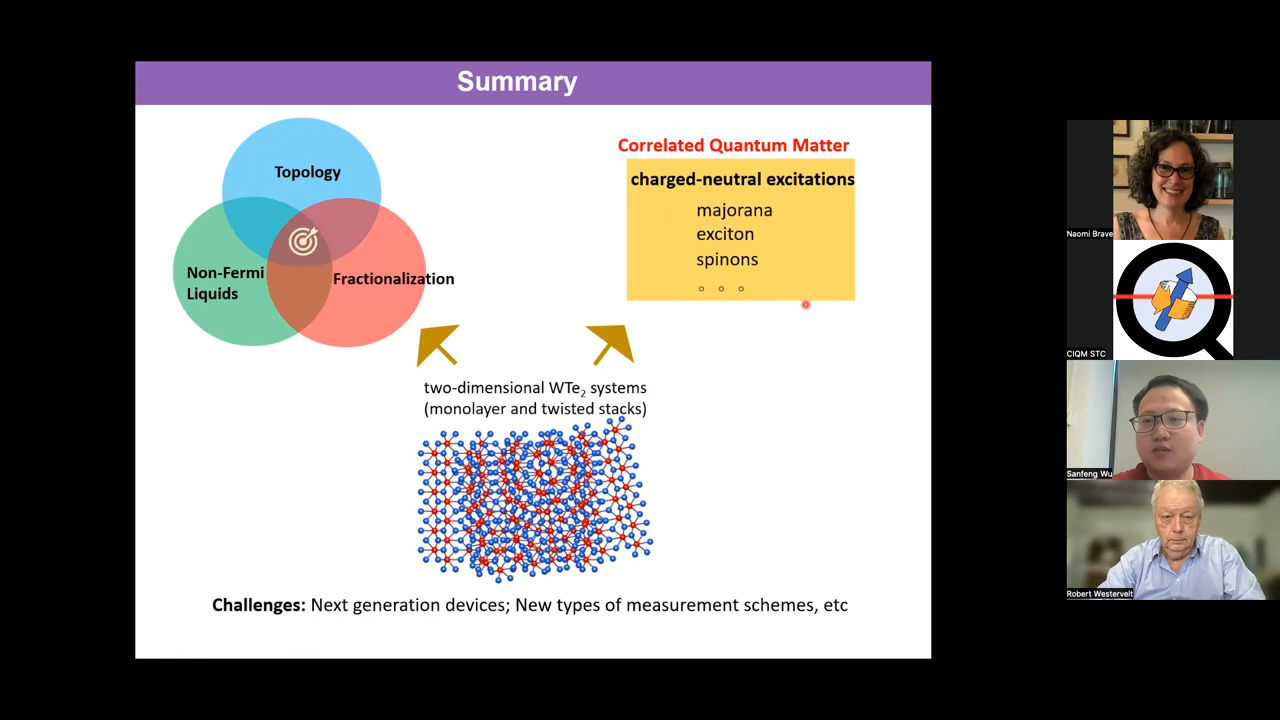 Summary
Topology
Non-Fermi
Liquids
Fractionalization
Correlated Quantum Matter
charged-neutral excitations
majorana
exciton
spinons
two-dimensional WTe₂ systems
(monolayer and twisted stacks)
Challenges: Next generation devices; New types of measurement schemes, etc
Naomi Brave
CIQM STC
Sanfeng Wu
Robert Westervelt